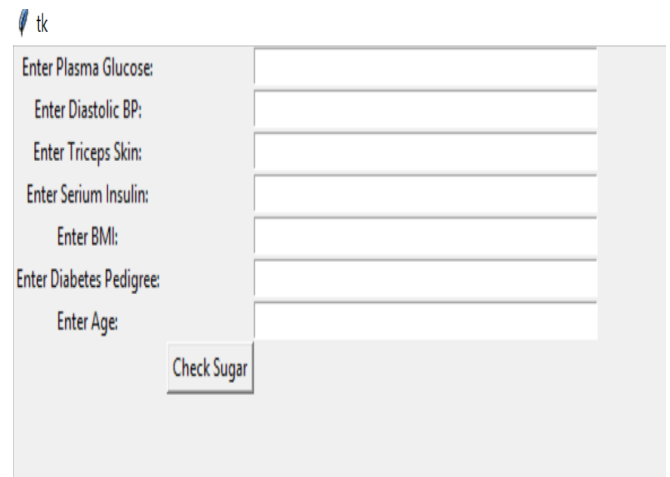 tk
Enter Plasma Glucose:
Enter Diastolic BP:
Enter Triceps Skin:
Enter Serium Insulin:
Enter BMI:
Enter Diabetes Pedigree:
Enter Age:
Check Sugar